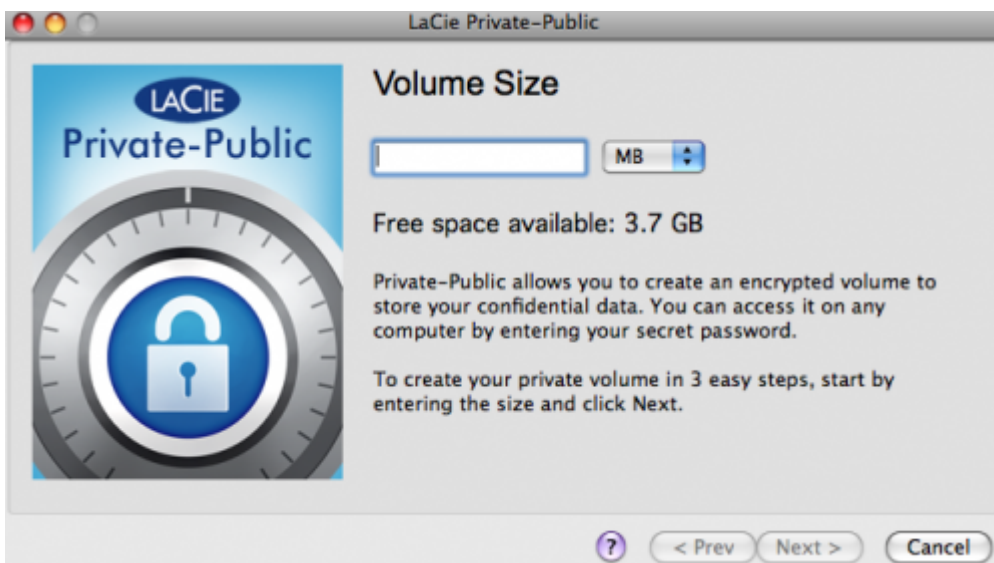 LaCie Private-Public
LACIE
Private-Public
Volume Size
MB
Free space available: 3.7 GB
Private-Public allows you to create an encrypted volume to
store your confidential data. You can access it on any
computer by entering your secret password.
To create your private volume in 3 easy steps, start by
entering the size and click Next.
? < Prev Next > Cancel